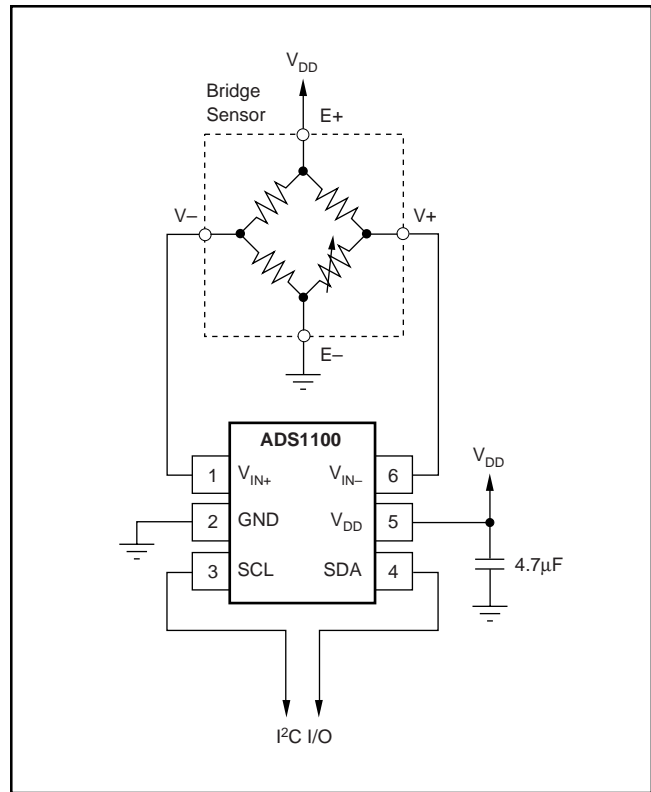 V_DD
Bridge
Sensor
E+
V–
V+
E–
ADS1100
1
V_IN+
V_IN–
6
V_DD
2
GND
V_DD
5
3
SCL
SDA
4
4.7μF
I²C I/O